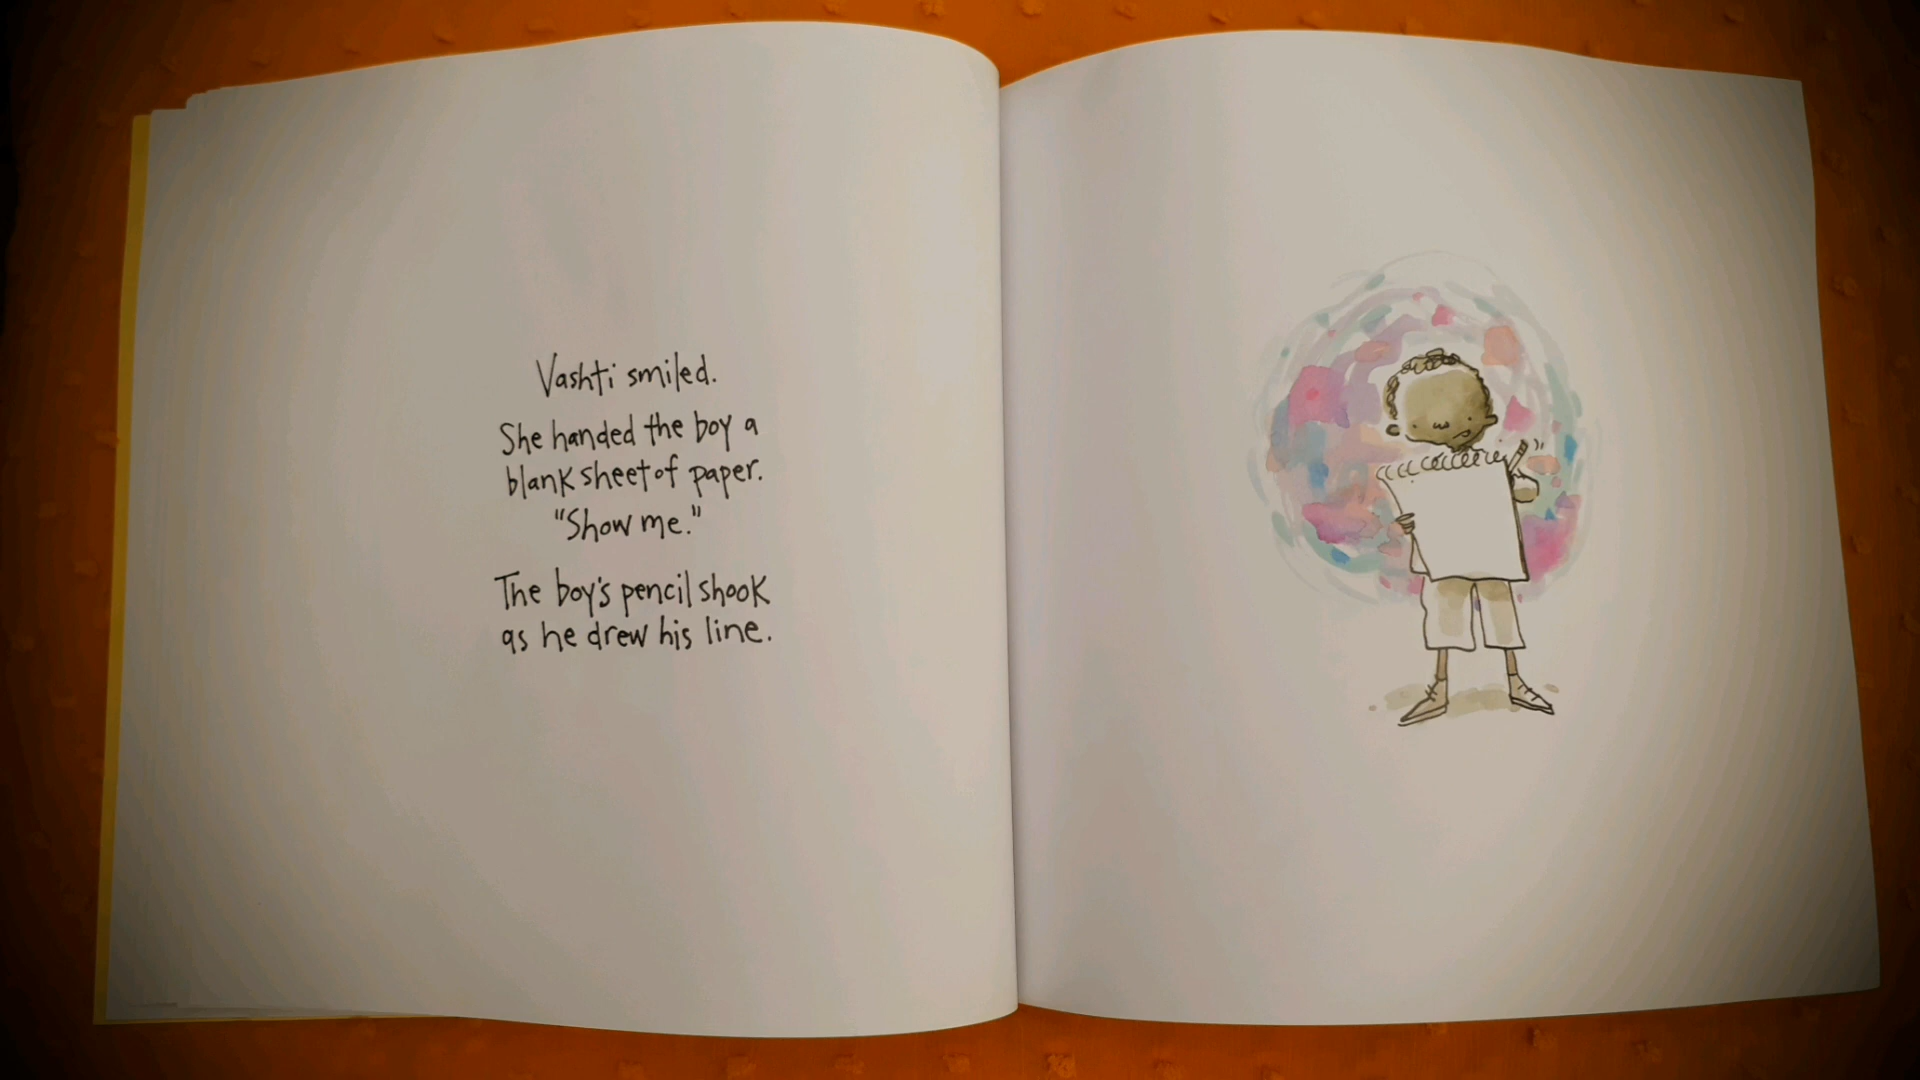 Vashti smiled.
She handed the boy a
blank sheet of paper.
"Show me."
The boy's pencil shook
as he drew his line.